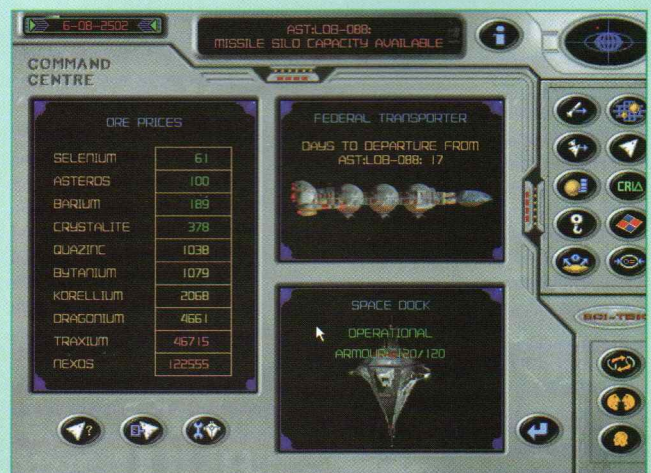 6-08-2502
AST:LOB-088:
MISSILE SILO CAPACITY AVAILABLE
COMMAND
CENTRE
ORE PRICES
SELENIUM 61
ASTEROS 100
BARIUM 189
CRYSTALITE 378
QUAZINC 1038
BYTANIUM 1079
KORELLIUM 2068
DRAGONIUM 4661
TRAXIUM 46715
NEXOS 122555
FEDERAL TRANSPORTER
DAYS TO DEPARTURE FROM
AST:LOB-088: 17
SPACE DOCK
OPERATIONAL
ARMOUR: 120/120
CRIΔ
SCI-TEK
?
S
i